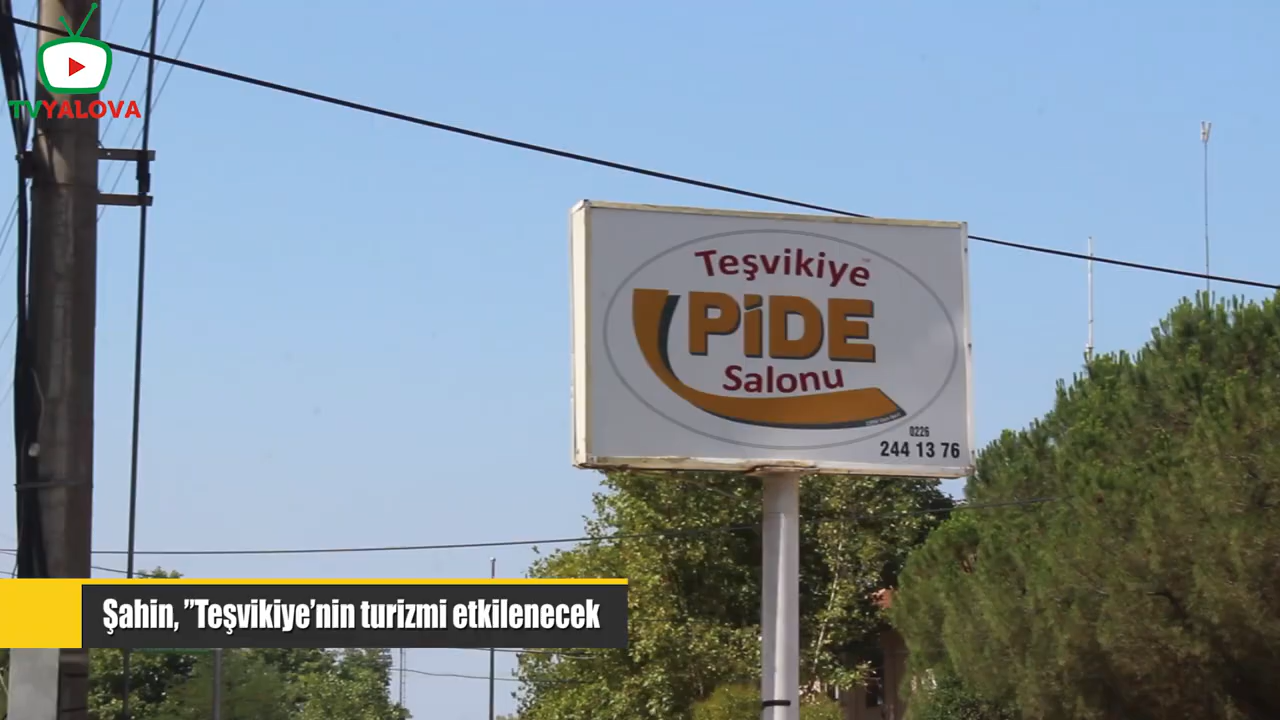 TVYALOVA
Teşvikiye
PiDE
Salonu
0226
244 13 76
Şahin, ”Teşvikiye’nin turizmi etkilenecek